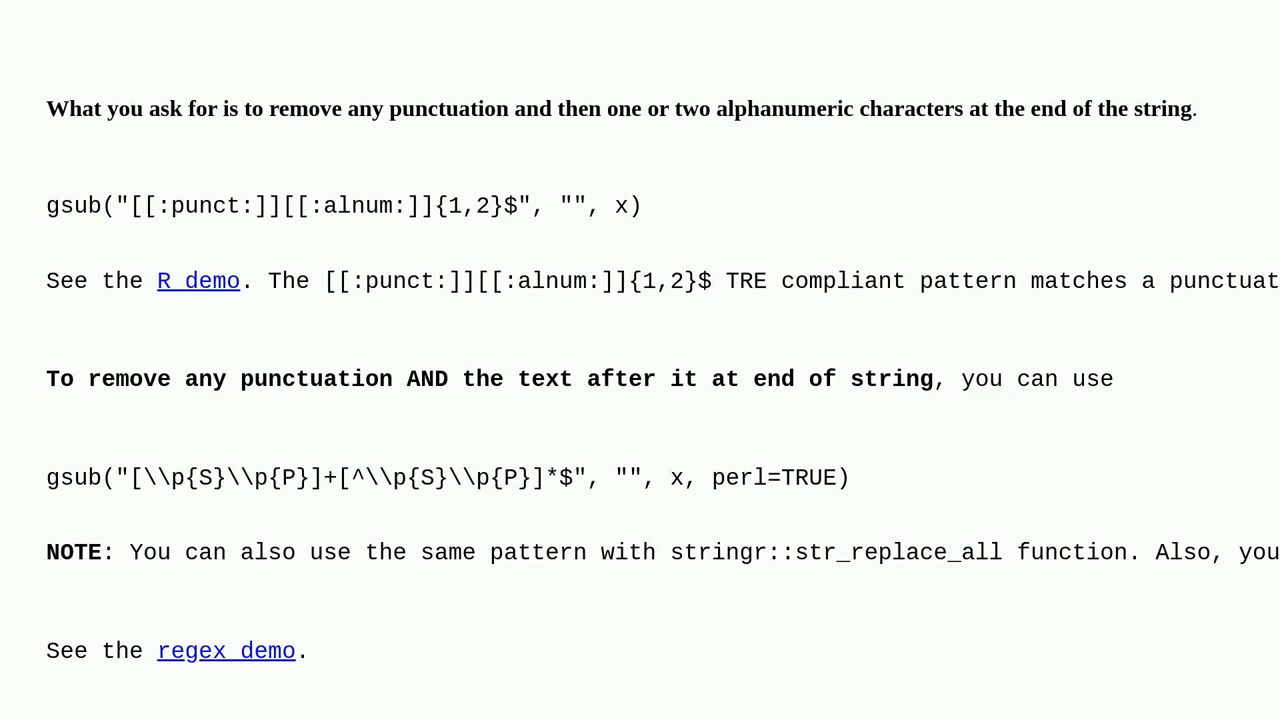 What you ask for is to remove any punctuation and then one or two alphanumeric characters at the end of the string.
gsub("[[:punct:]][[:alnum:]]{1,2}$", "", x)
See the R demo. The [[:punct:]][[:alnum:]]{1,2}$ TRE compliant pattern matches a punctuat
To remove any punctuation AND the text after it at end of string, you can use
gsub("[\\p{S}\\p{P}]+[^\\p{S}\\p{P}]*$", "", x, perl=TRUE)
NOTE: You can also use the same pattern with stringr::str_replace_all function. Also, you
See the regex demo.